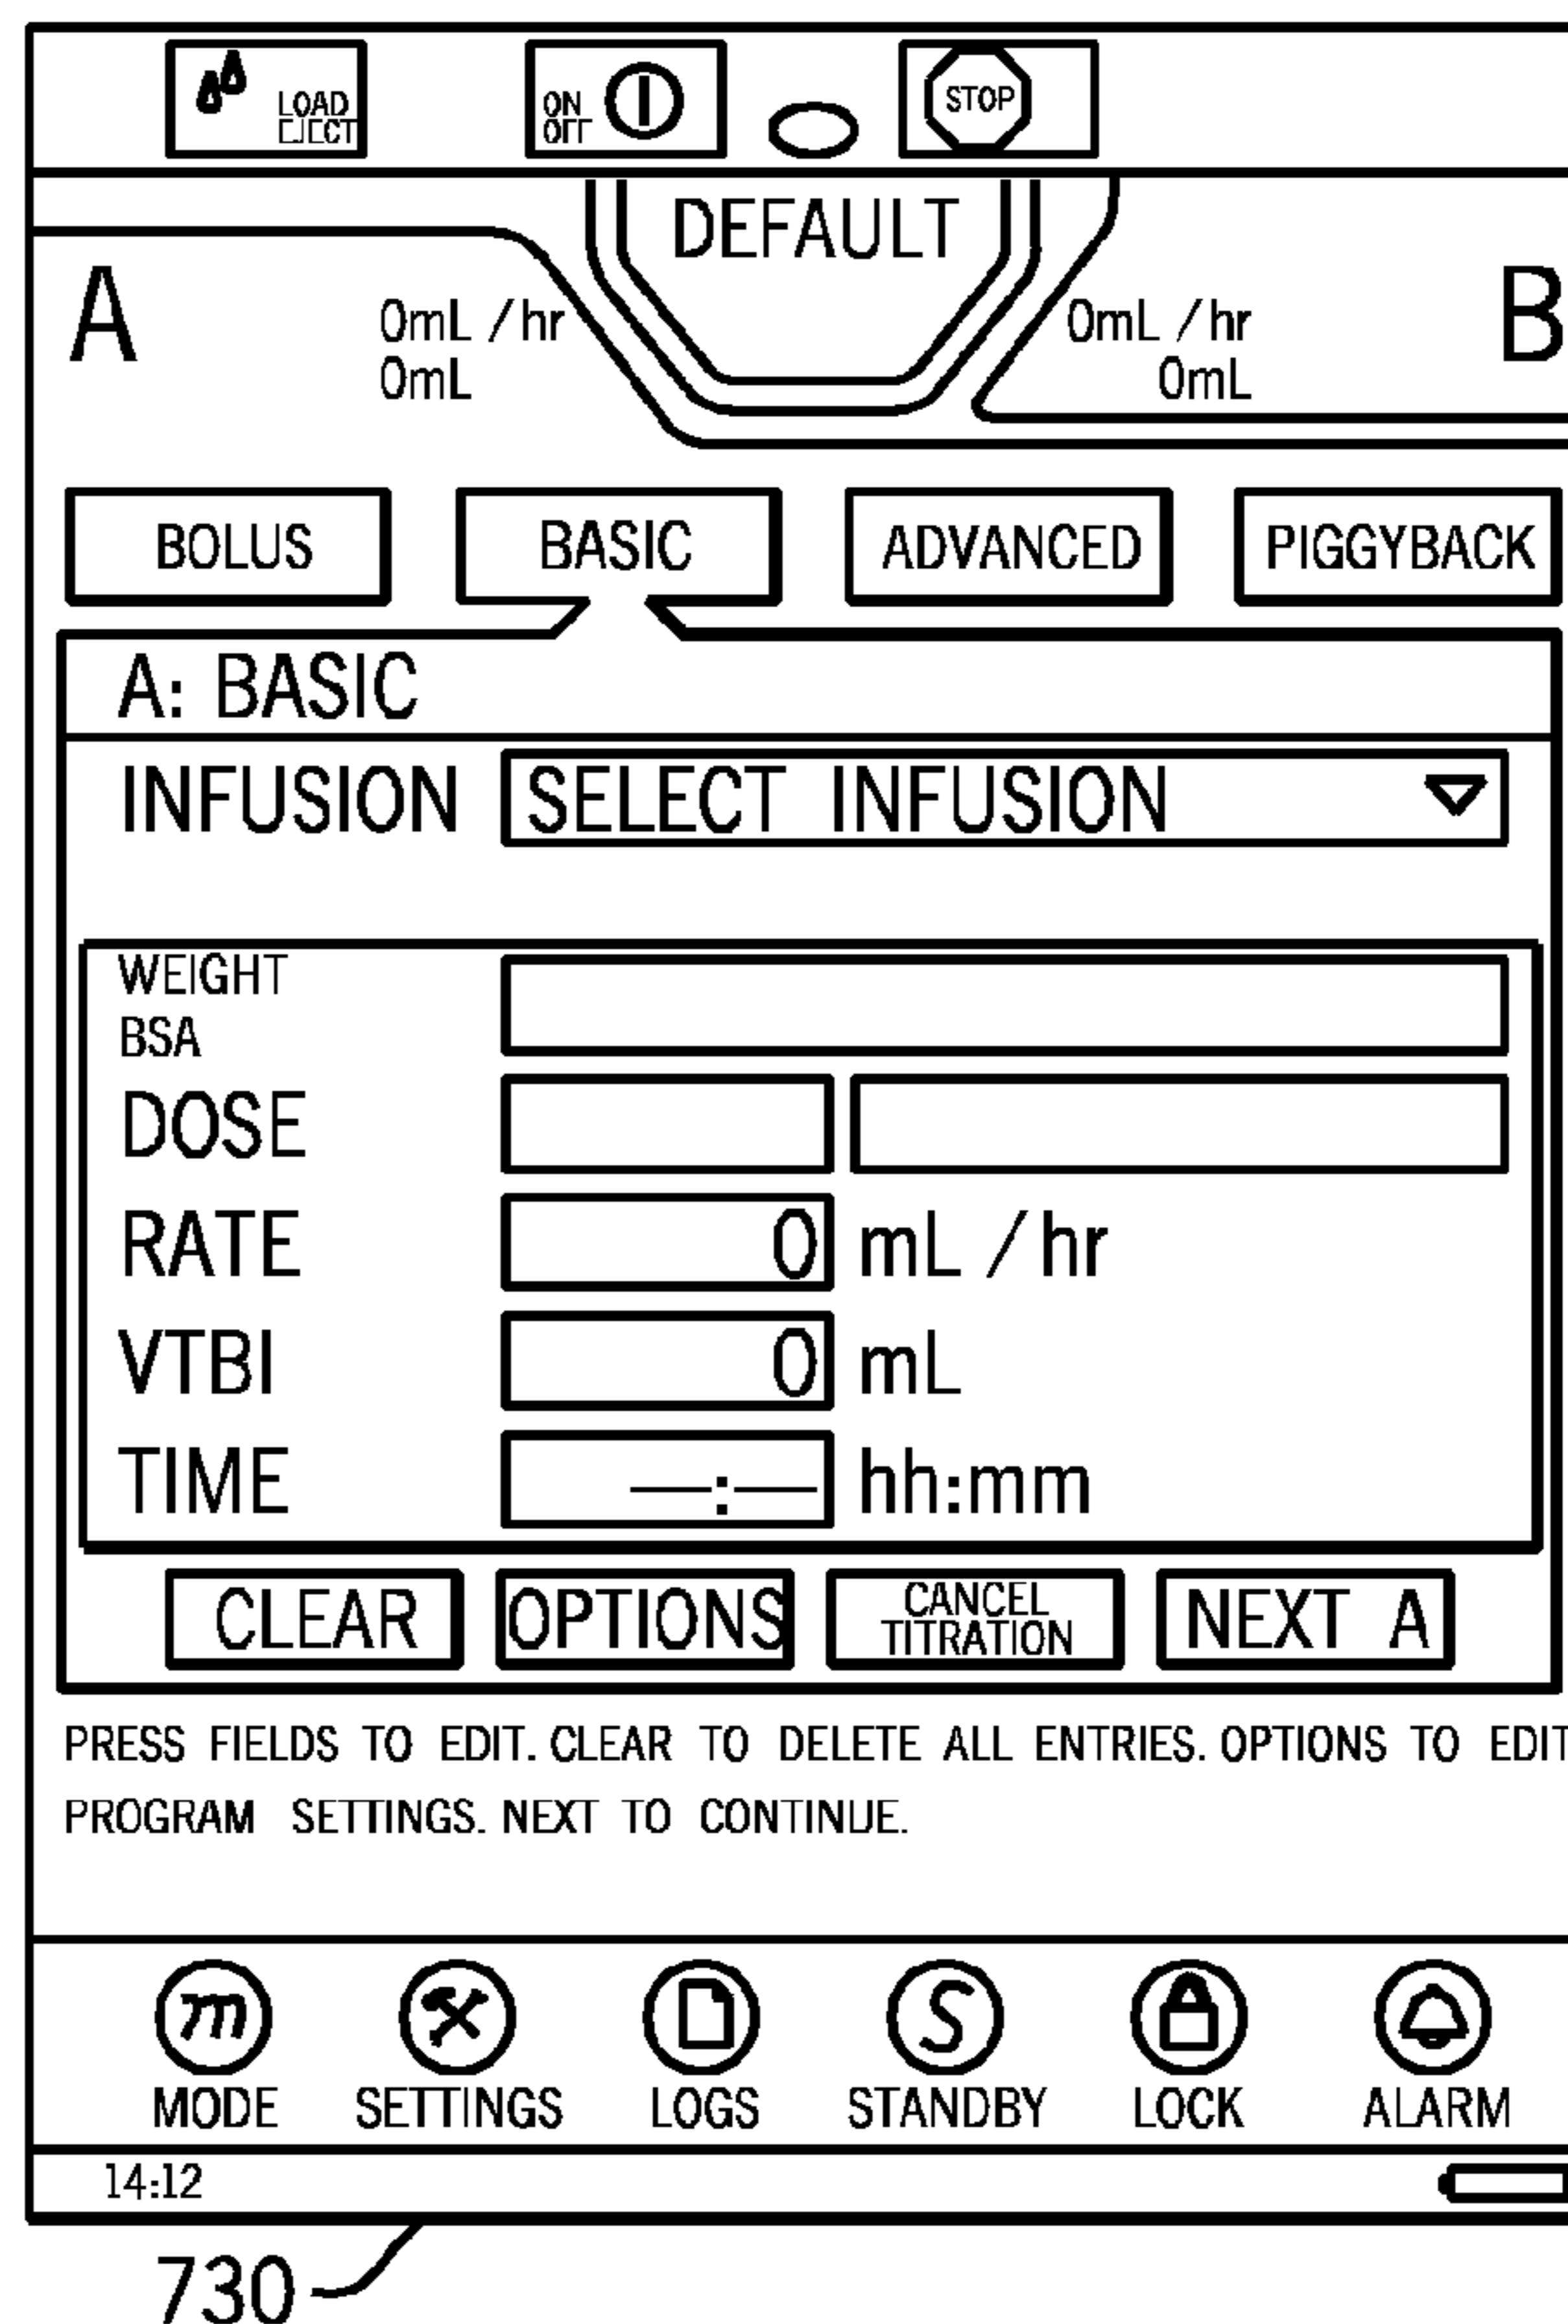 LOAD
EJECT
ON
OFF
STOP
DEFAULT
A
0mL /hr
0mL
0mL /hr
0mL
B
BOLUS BASIC ADVANCED PIGGYBACK
A: BASIC
INFUSION SELECT INFUSION
WEIGHT
BSA
DOSE
RATE 0 mL /hr
VTBI 0 mL
TIME —:— hh:mm
CLEAR OPTIONS CANCEL TITRATION NEXT A
PRESS FIELDS TO EDIT. CLEAR TO DELETE ALL ENTRIES. OPTIONS TO EDIT
PROGRAM SETTINGS. NEXT TO CONTINUE.
m S
MODE SETTINGS LOGS STANDBY LOCK ALARM
14:12
730